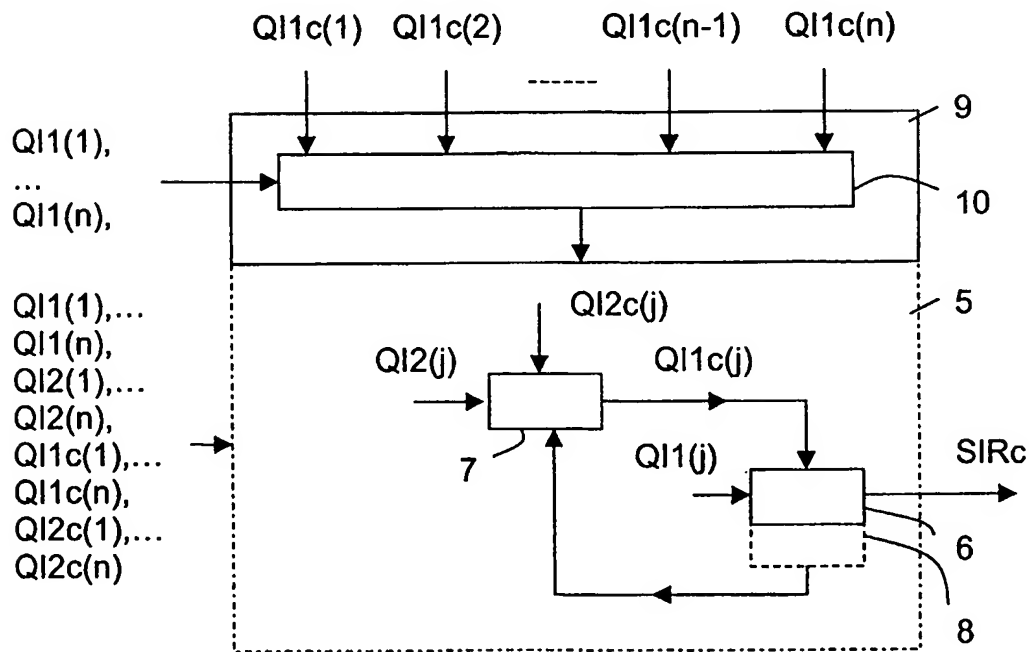 QI1c(1) QI1c(2) QI1c(n-1) QI1c(n)
9
QI1(1),
...
QI1(n),
10
QI1(1),...
QI1(n),
QI2(1),...
QI2(n),
QI1c(1),...
QI1c(n),
QI2c(1),...
QI2c(n)
5
QI2c(j)
QI2(j) QI1c(j)
7
QI1(j)
SIRc
6
8